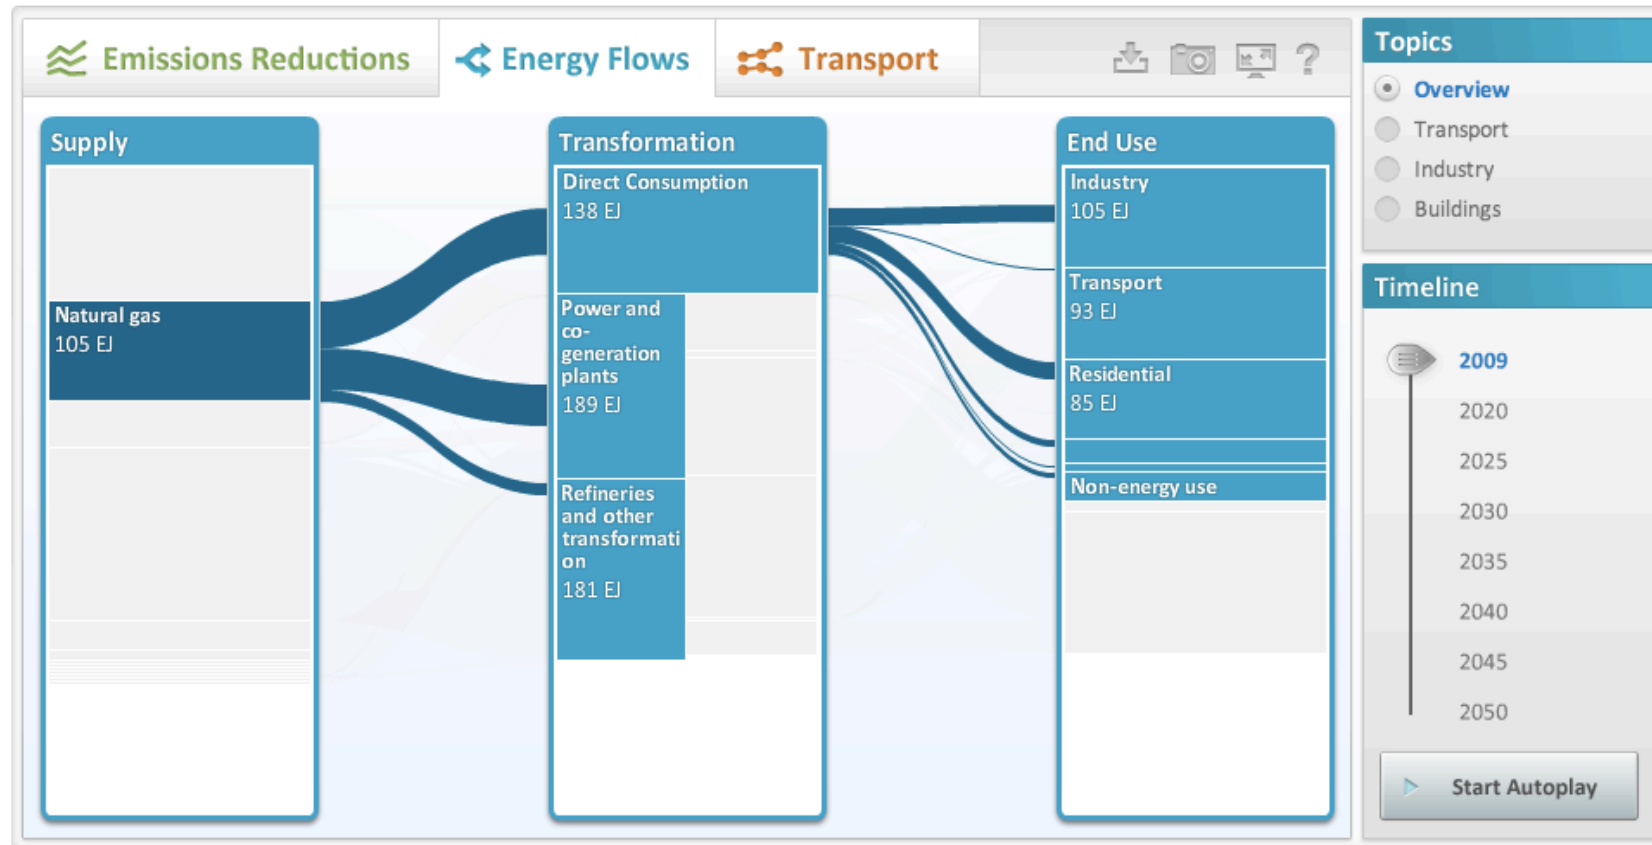 Emissions Reductions
Energy Flows
Transport
?
Supply
Natural gas
105 EJ
Transformation
Direct Consumption
138 EJ
Power and
co-
generation
plants
189 EJ
Refineries
and other
transformati
on
181 EJ
End Use
Industry
105 EJ
Transport
93 EJ
Residential
85 EJ
Non-energy use
Topics
Overview
Transport
Industry
Buildings
Timeline
2009
2020
2025
2030
2035
2040
2045
2050
Start Autoplay